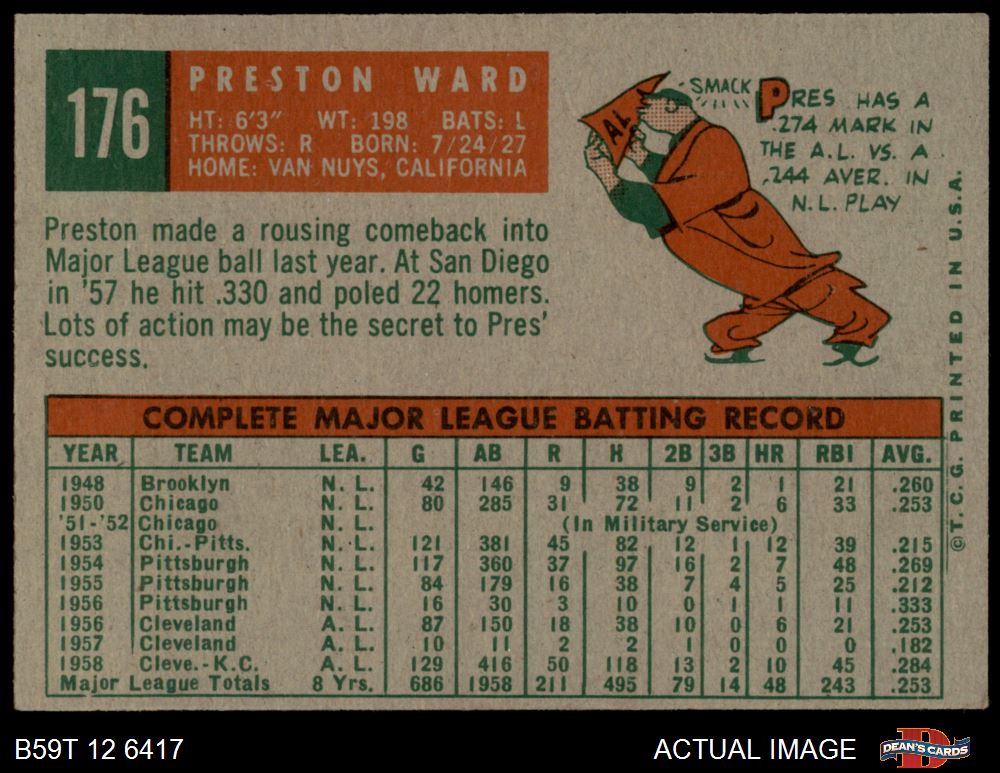 176
PRESTON WARD
HT: 6'3" WT: 198 BATS: L
THROWS: R BORN: 7/24/27
HOME: VAN NUYS, CALIFORNIA
Preston made a rousing comeback into
Major League ball last year. At San Diego
in '57 he hit .330 and poled 22 homers.
Lots of action may be the secret to Pres'
success.
AL
SMACK
PRES HAS A
.274 MARK IN
THE A.L. VS. A
.244 AVER. IN
N.L. PLAY
COMPLETE MAJOR LEAGUE BATTING RECORD
YEAR TEAM LEA. G AB R H 2B 3B HR RBI AVG.
1948 Brooklyn N. L. 42 146 9 38 9 2 1 21 .260
1950 Chicago N. L. 80 285 31 72 11 2 6 33 .253
'51-'52 Chicago N. L. (In Military Service)
1953 Chi.-Pitts. N. L. 121 381 45 82 12 1 12 39 .215
1954 Pittsburgh N. L. 117 360 37 97 16 2 7 48 .269
1955 Pittsburgh N. L. 84 179 16 38 7 4 5 25 .212
1956 Pittsburgh N. L. 16 30 3 10 0 1 1 11 .333
1956 Cleveland A. L. 87 150 18 38 10 0 6 21 .253
1957 Cleveland A. L. 10 11 2 2 1 0 0 0 .182
1958 Cleve.-K.C. A. L. 129 416 50 118 13 2 10 45 .284
Major League Totals 8 Yrs. 686 1958 211 495 79 14 48 243 .253
©T.C.G. PRINTED IN U.S.A.
B59T 12 6417
ACTUAL IMAGE
DEAN'S CARDS